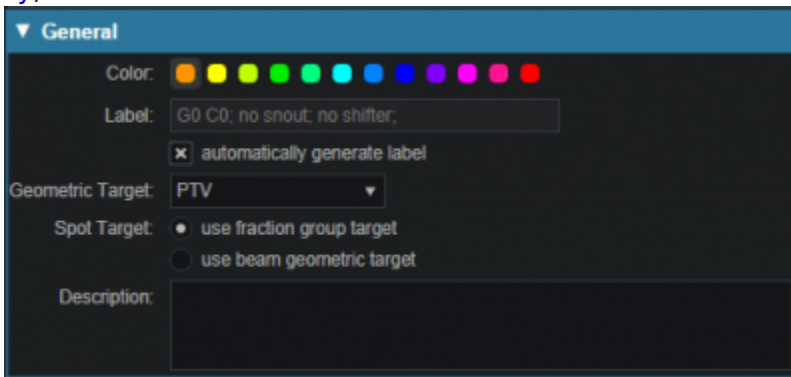 y,
▼ General
Color:
Label: G0 C0; no snout; no shifter;
automatically generate label
Geometric Target: PTV
Spot Target: use fraction group target
use beam geometric target
Description: